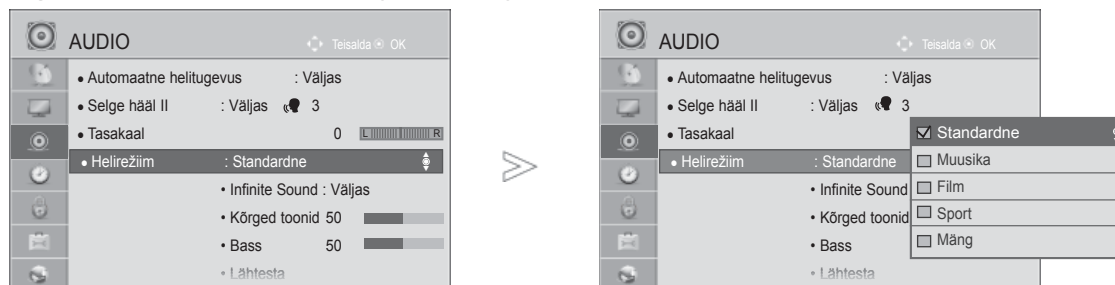 AUDIO
Teisalda OK
• Automaatne helitugevus : Väljas
• Selge hääl II : Väljas 3
• Tasakaal 0 L R
• Helirežiim : Standardne
• Infinite Sound : Väljas
• Kõrged toonid 50
• Bass 50
• Lähtesta
AUDIO
Teisalda OK
• Automaatne helitugevus : Väljas
• Selge hääl II : Väljas 3
• Tasakaal
• Helirežiim : Standardne
• Infinite Sound
• Kõrged toonid
• Bass
• Lähtesta
Standardne
Muusika
Film
Sport
Mäng